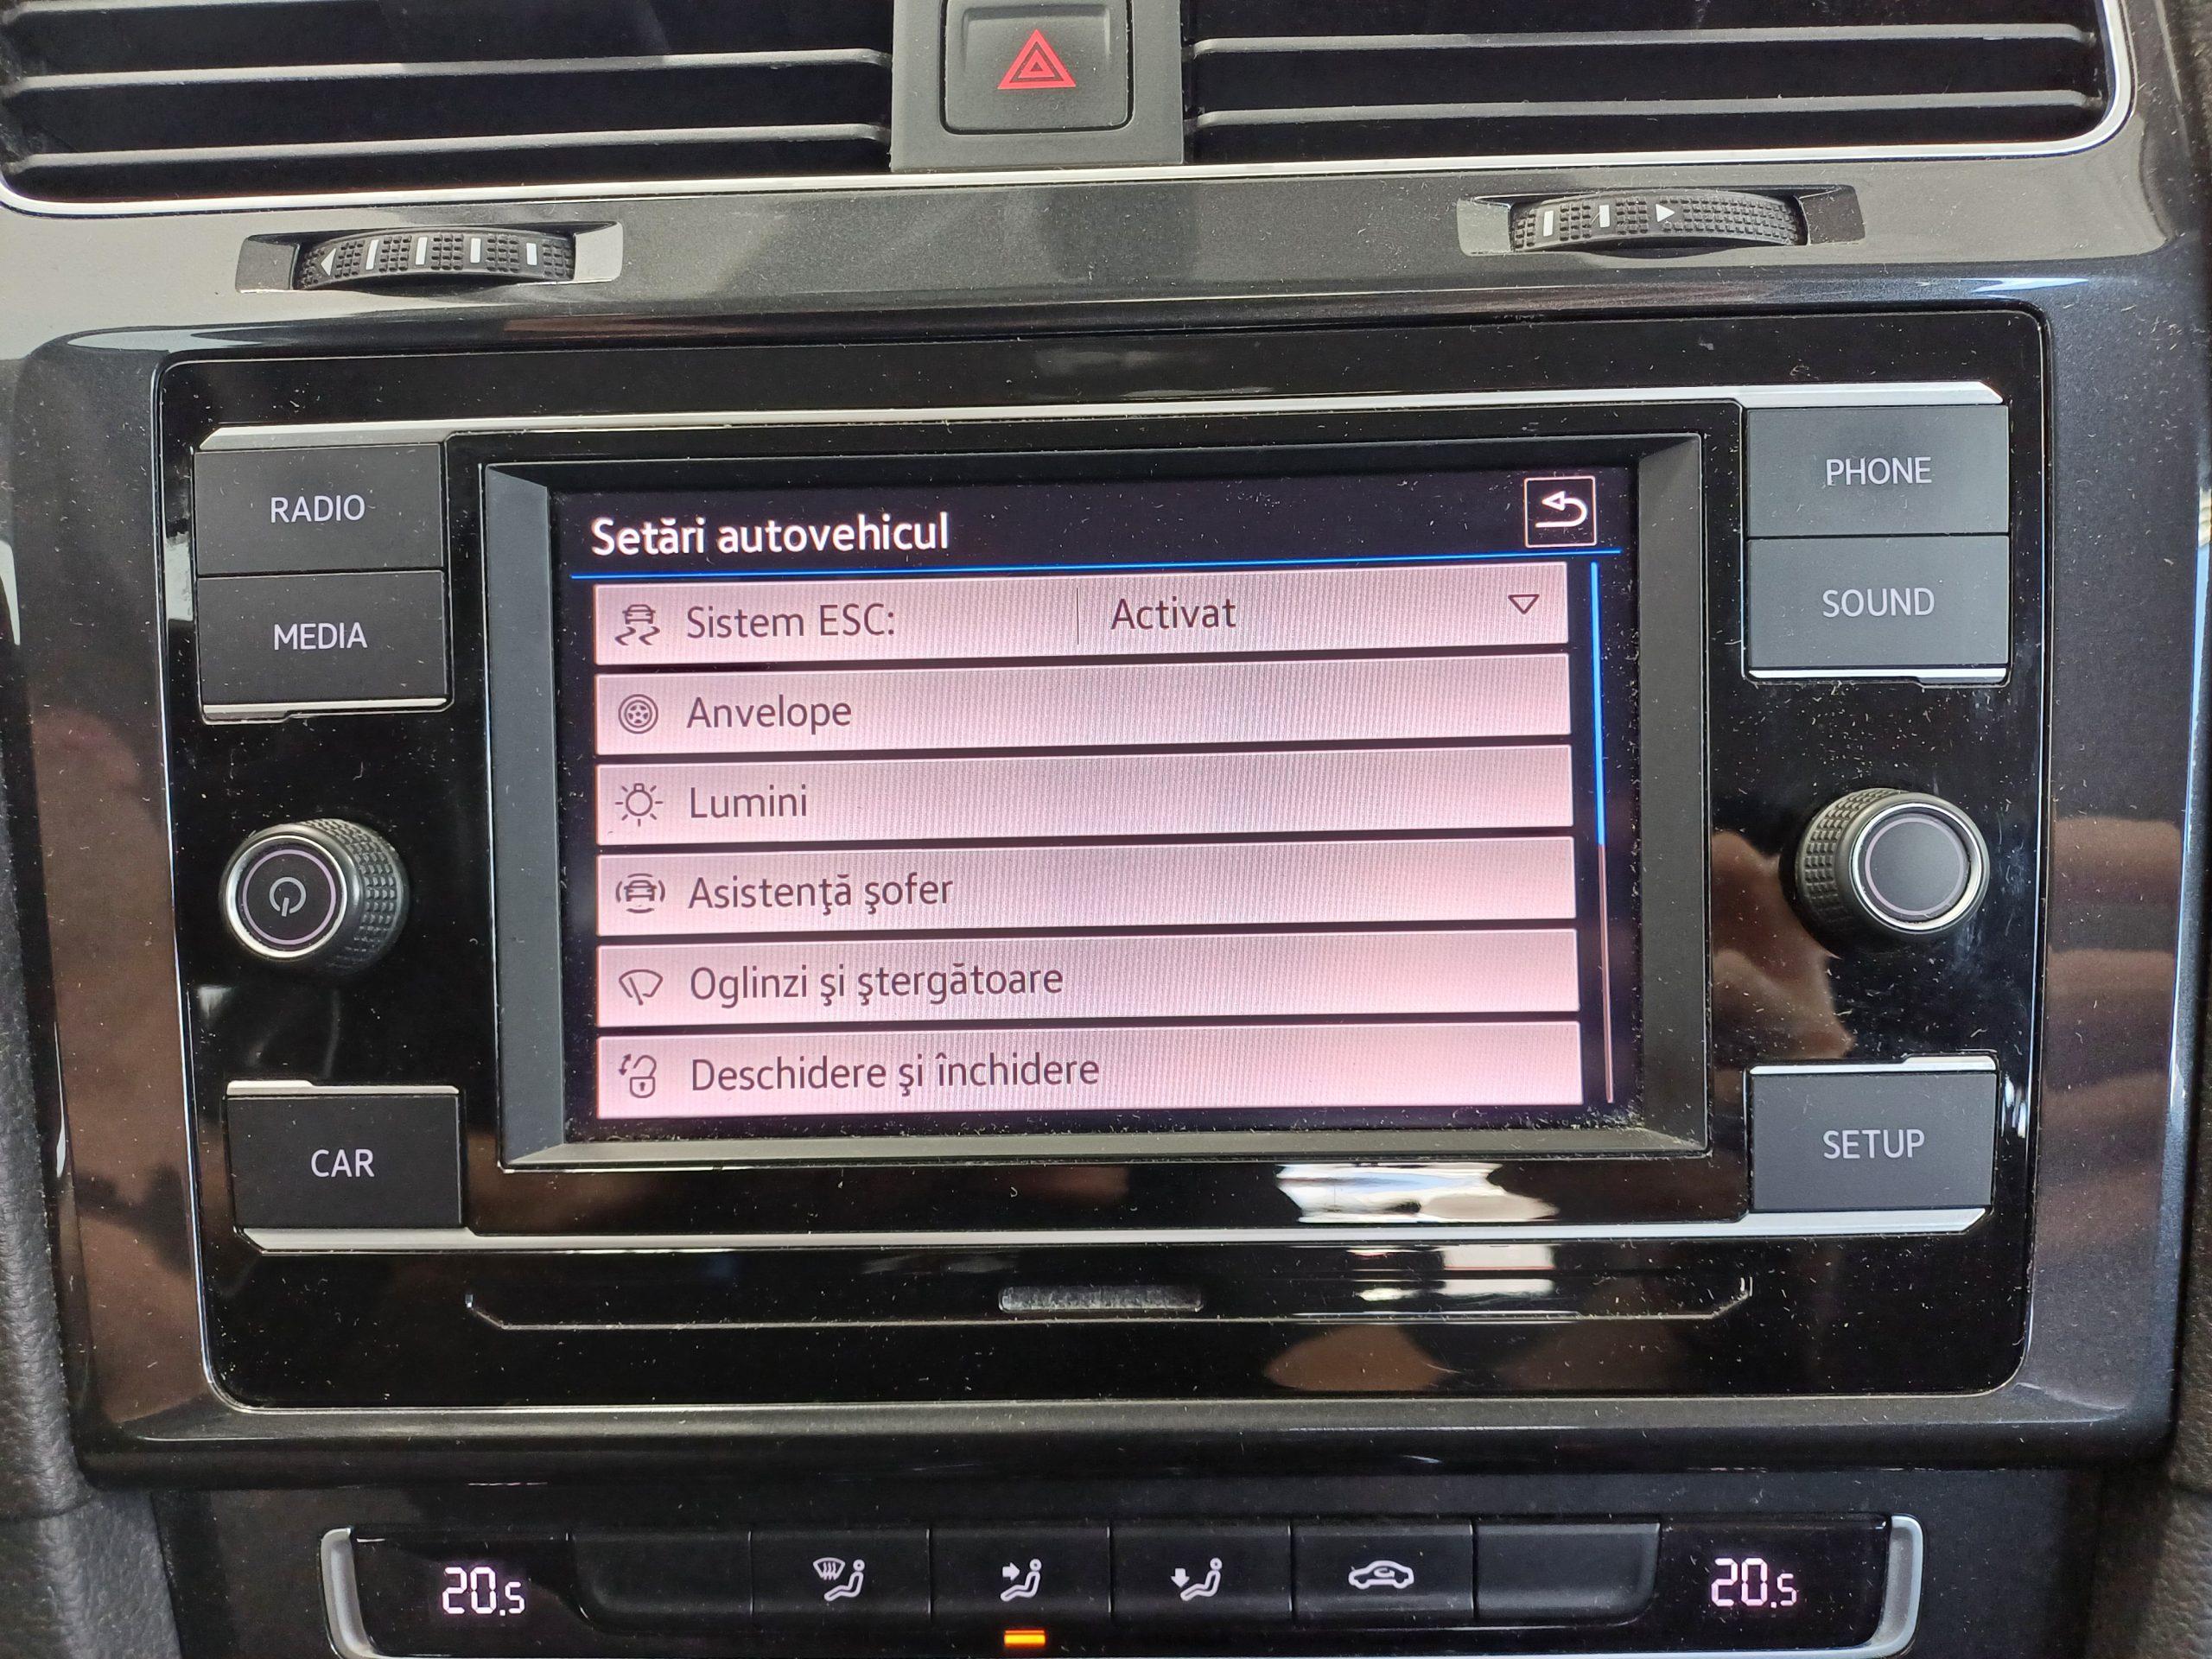 RADIO
MEDIA
CAR
PHONE
SOUND
SETUP
Setări autovehicul
Sistem ESC: Activat
Anvelope
Lumini
Asistenţă şofer
Oglinzi şi ştergătoare
Deschidere şi închidere
20.5
20.5